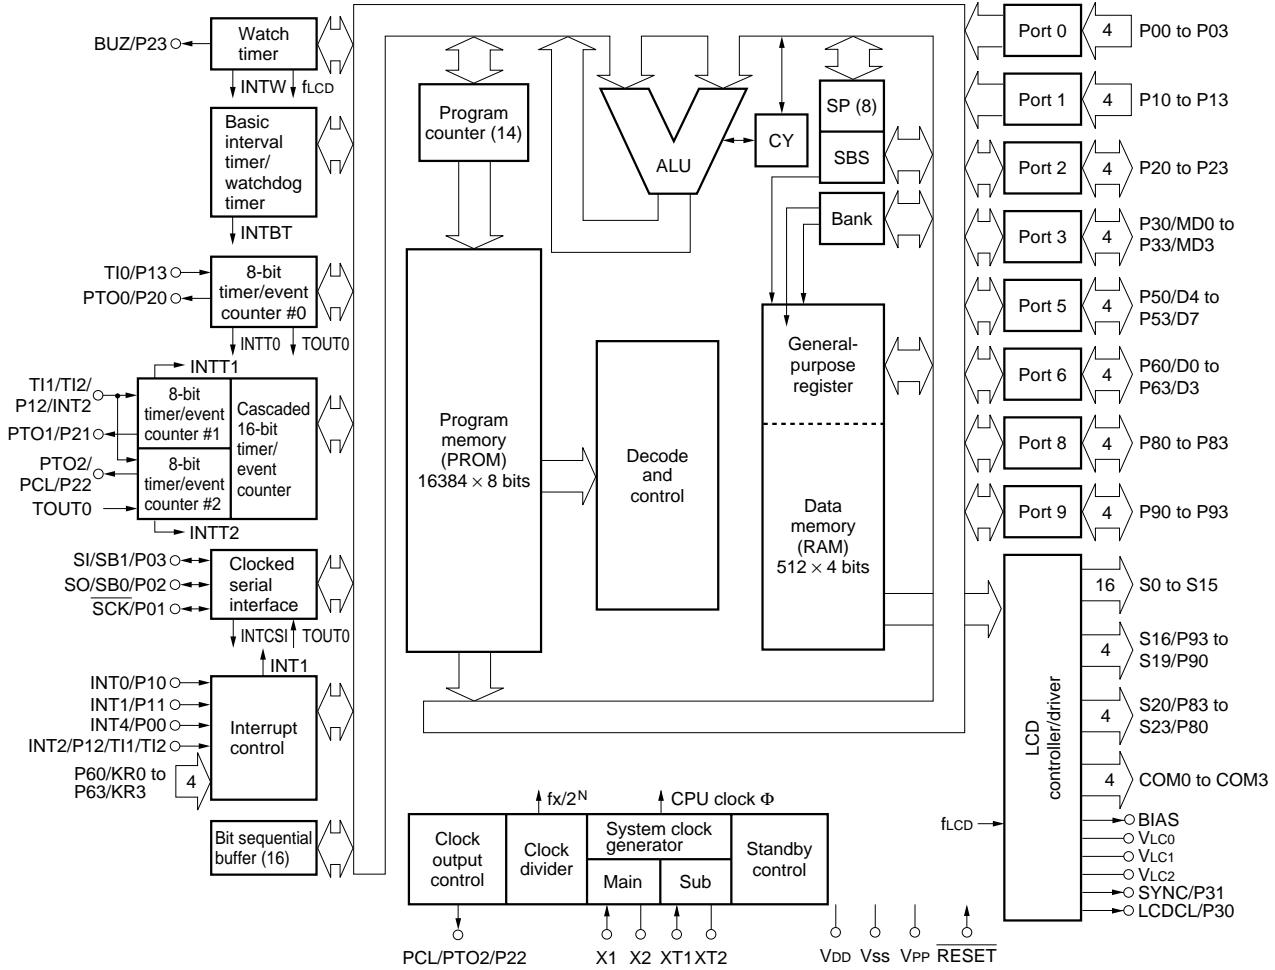 BUZ/P23
Watch
timer
INTW
fLCD
Basic
interval
timer/
watchdog
timer
INTBT
TI0/P13
PTO0/P20
8-bit
timer/event
counter #0
INTT0
TOUT0
INTT1
TI1/TI2/
P12/INT2
PTO1/P21
PTO2/
PCL/P22
TOUT0
8-bit
timer/event
counter #1
8-bit
timer/event
counter #2
Cascaded
16-bit
timer/
event
counter
INTT2
SI/SB1/P03
SO/SB0/P02
SCK/P01
Clocked
serial
interface
INTCSI
TOUT0
INT1
INT0/P10
INT1/P11
INT4/P00
INT2/P12/TI1/TI2
P60/KR0 to
P63/KR3
4
Interrupt
control
Bit sequential
buffer (16)
Program
counter (14)
ALU
CY
SP (8)
SBS
Bank
Program
memory
(PROM)
16384 × 8 bits
Decode
and
control
General-
purpose
register
Data
memory
(RAM)
512 × 4 bits
fx/2N
CPU clock Φ
Clock
output
control
Clock
divider
System clock
generator
Main
Sub
Standby
control
PCL/PTO2/P22
X1
X2
XT1
XT2
VDD
VSS
VPP
RESET
Port 0
4
P00 to P03
Port 1
4
P10 to P13
Port 2
4
P20 to P23
Port 3
4
P30/MD0 to
P33/MD3
Port 5
4
P50/D4 to
P53/D7
Port 6
4
P60/D0 to
P63/D3
Port 8
4
P80 to P83
Port 9
4
P90 to P93
LCD
controller/driver
fLCD
16
S0 to S15
4
S16/P93 to
S19/P90
4
S20/P83 to
S23/P80
4
COM0 to COM3
BIAS
VLC0
VLC1
VLC2
SYNC/P31
LCDCL/P30